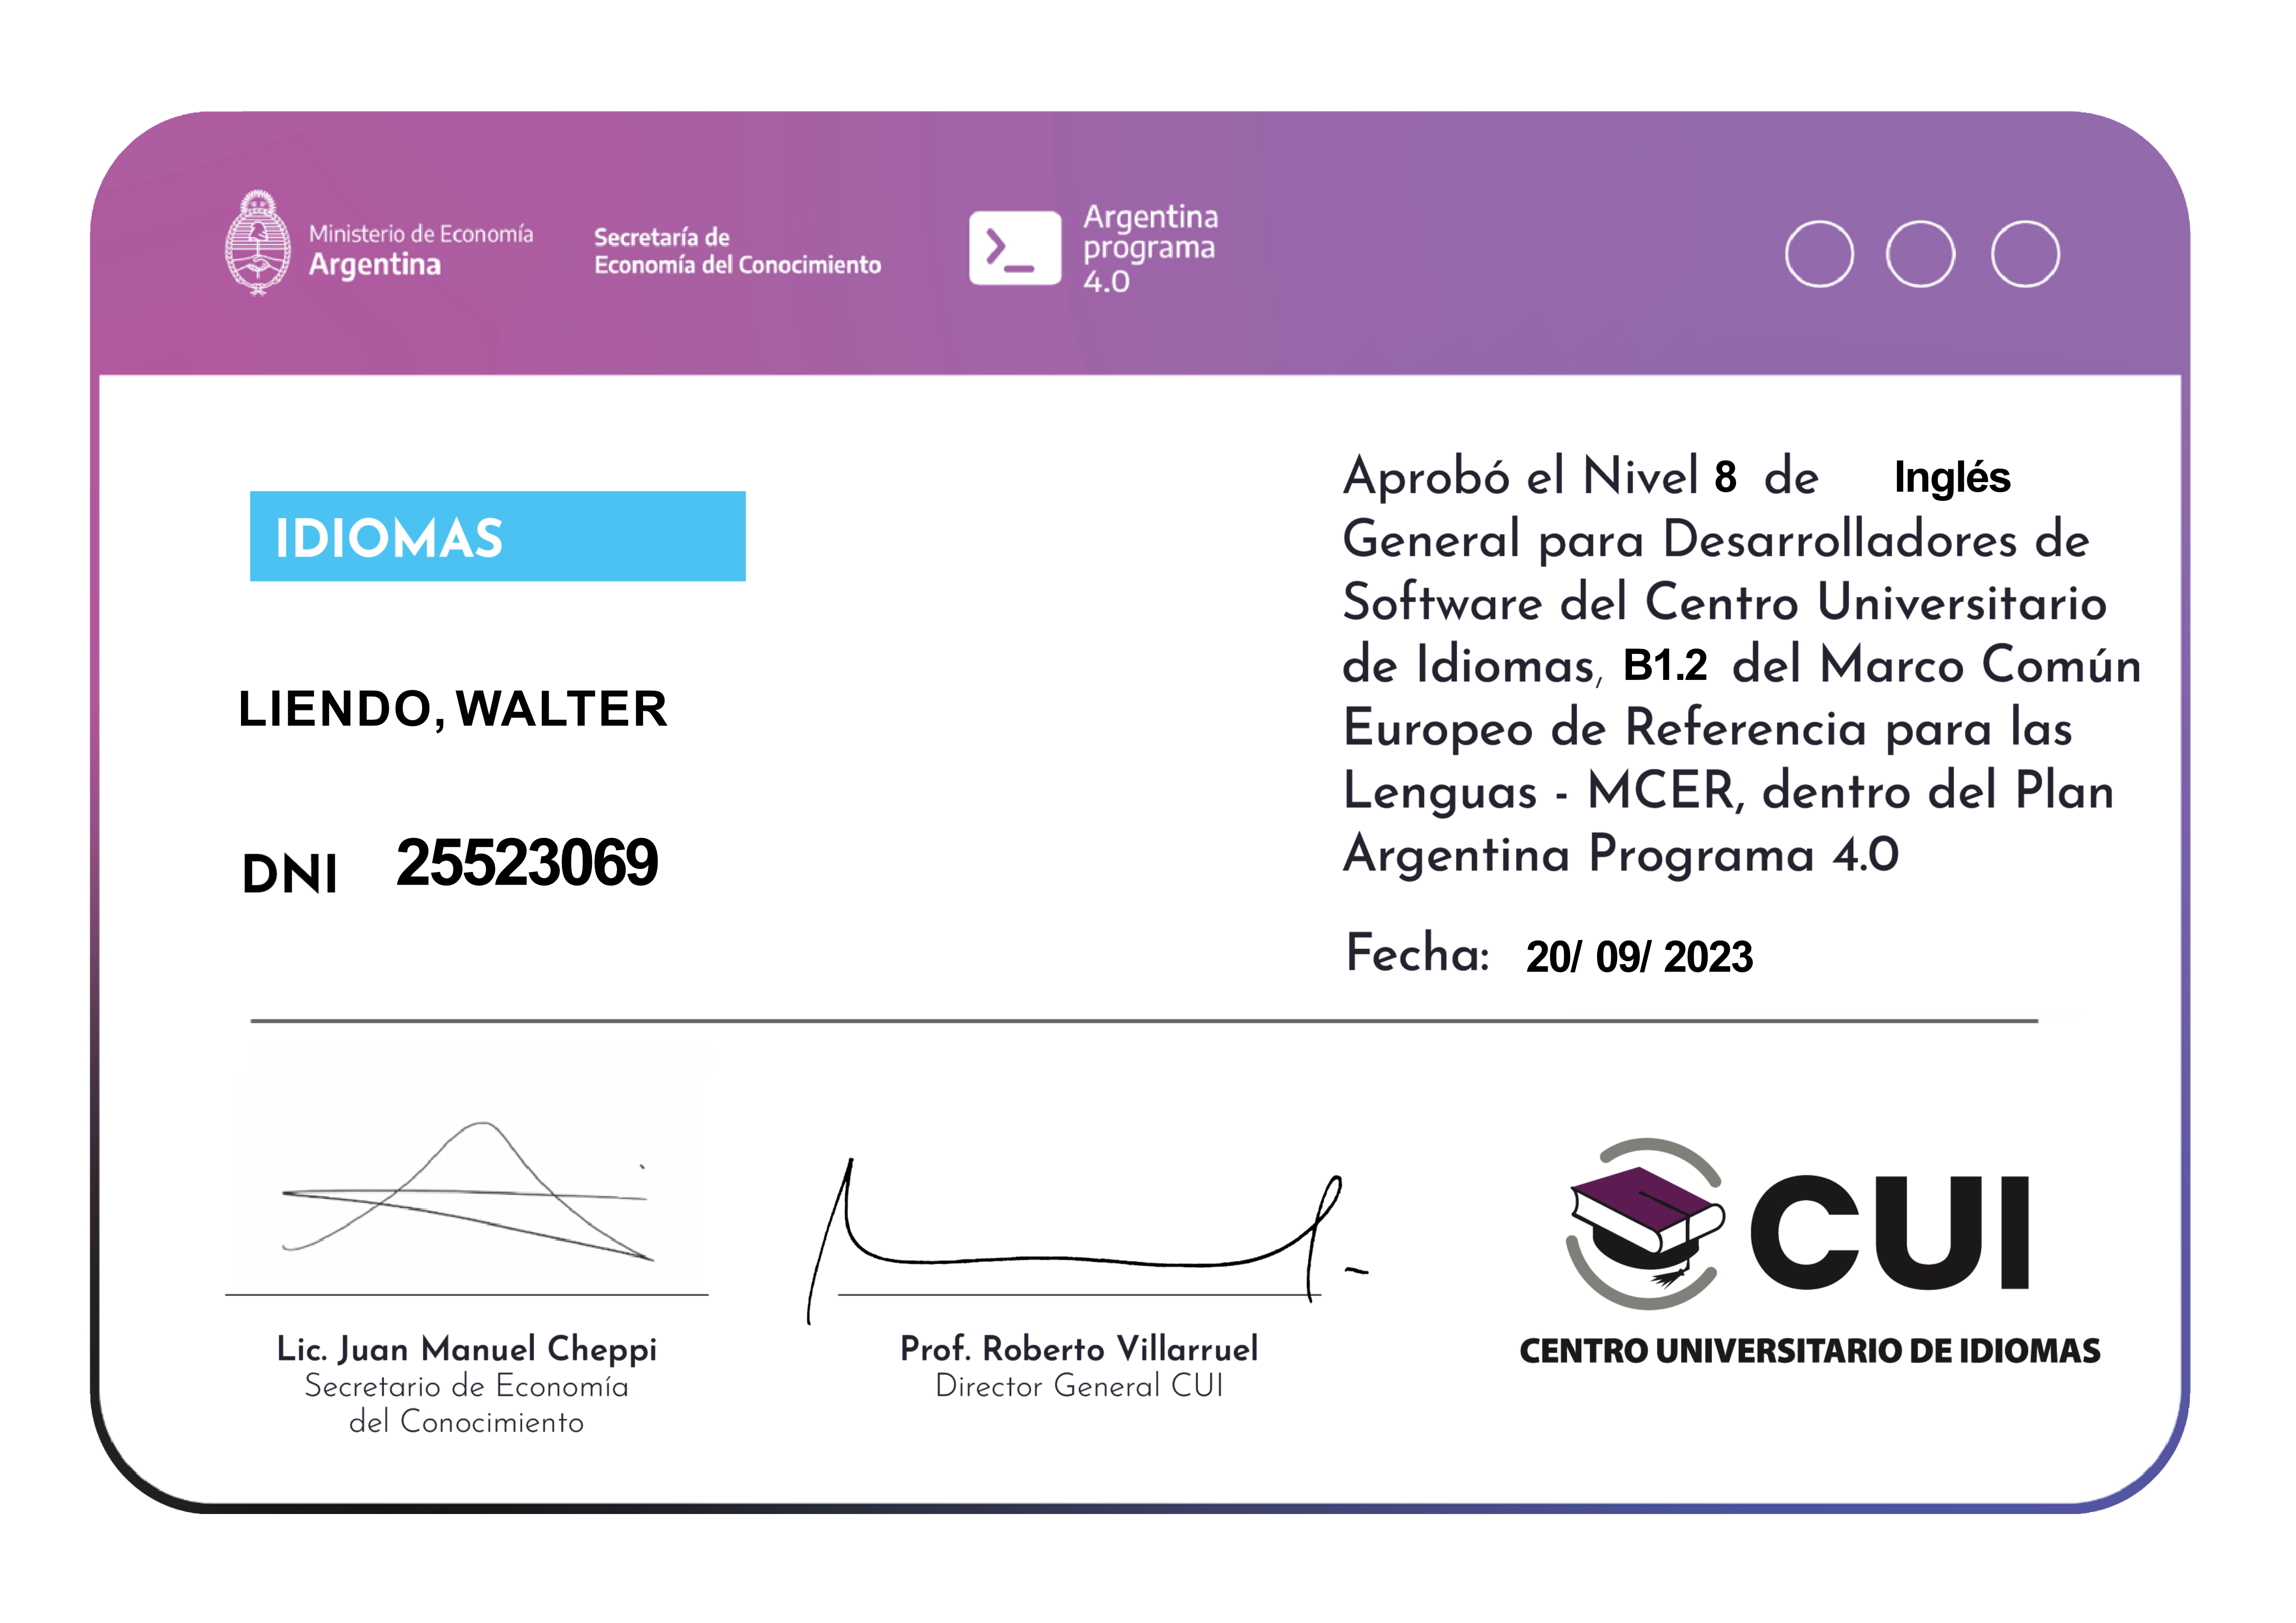 Ministerio de Economía
Argentina
Secretaría de
Economía del Conocimiento
Argentina
programa
4.0
IDIOMAS
LIENDO, WALTER
DNI 25523069
Aprobó el Nivel 8 de Inglés
General para Desarrolladores de
Software del Centro Universitario
de Idiomas, B1.2 del Marco Común
Europeo de Referencia para las
Lenguas - MCER, dentro del Plan
Argentina Programa 4.0
Fecha: 20/ 09/ 2023
Lic. Juan Manuel Cheppi
Secretario de Economía
del Conocimiento
Prof. Roberto Villarruel
Director General CUI
CUI
CENTRO UNIVERSITARIO DE IDIOMAS